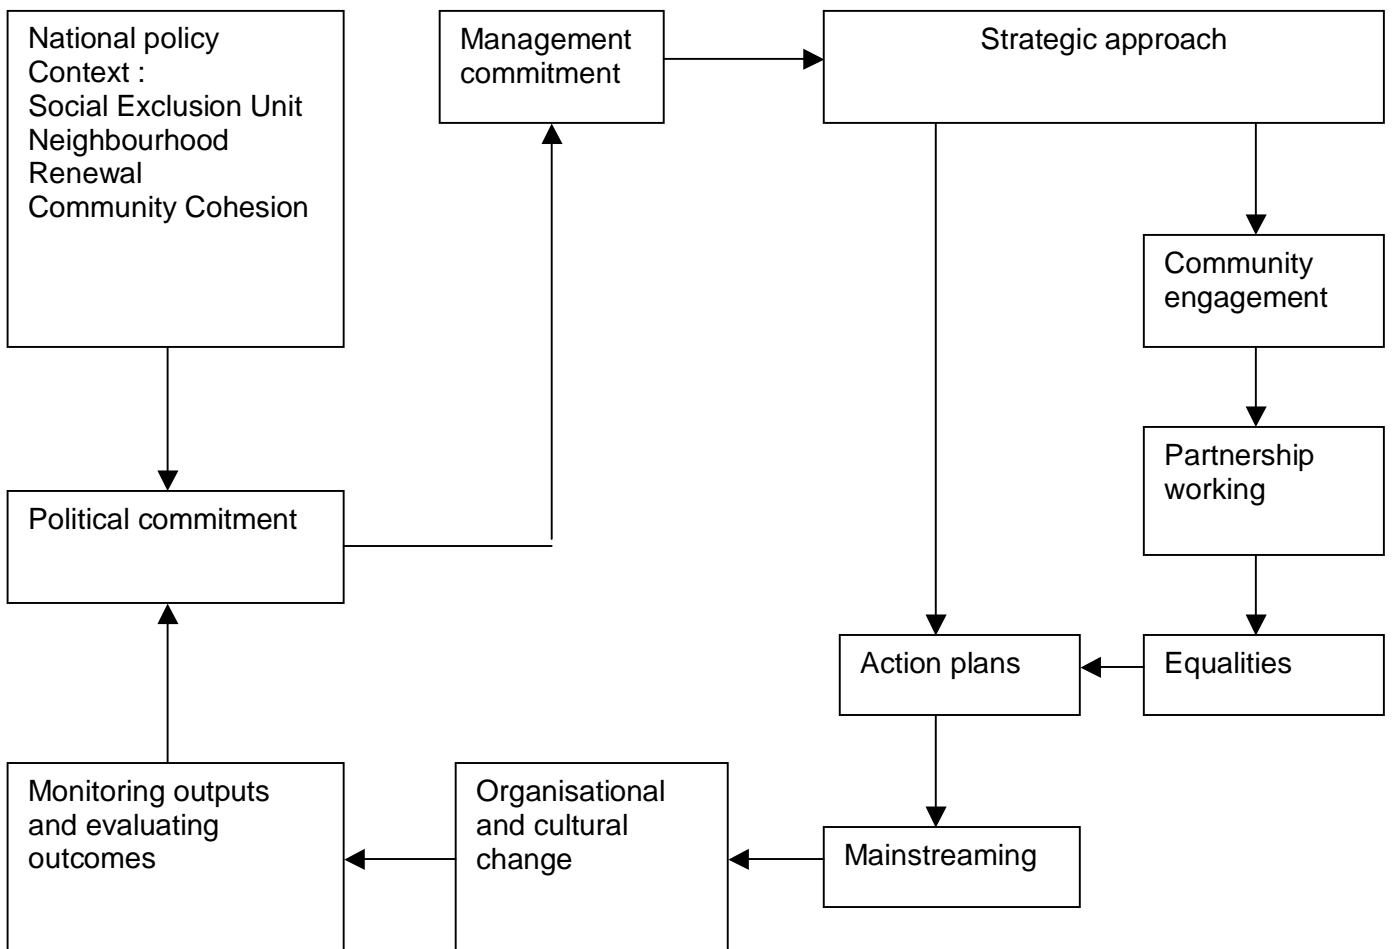 National policy
Context :
Social Exclusion Unit
Neighbourhood
Renewal
Community Cohesion
Management
commitment
Strategic approach
Community
engagement
Partnership
working
Political commitment
Action plans
Equalities
Monitoring outputs
and evaluating
outcomes
Organisational
and cultural
change
Mainstreaming